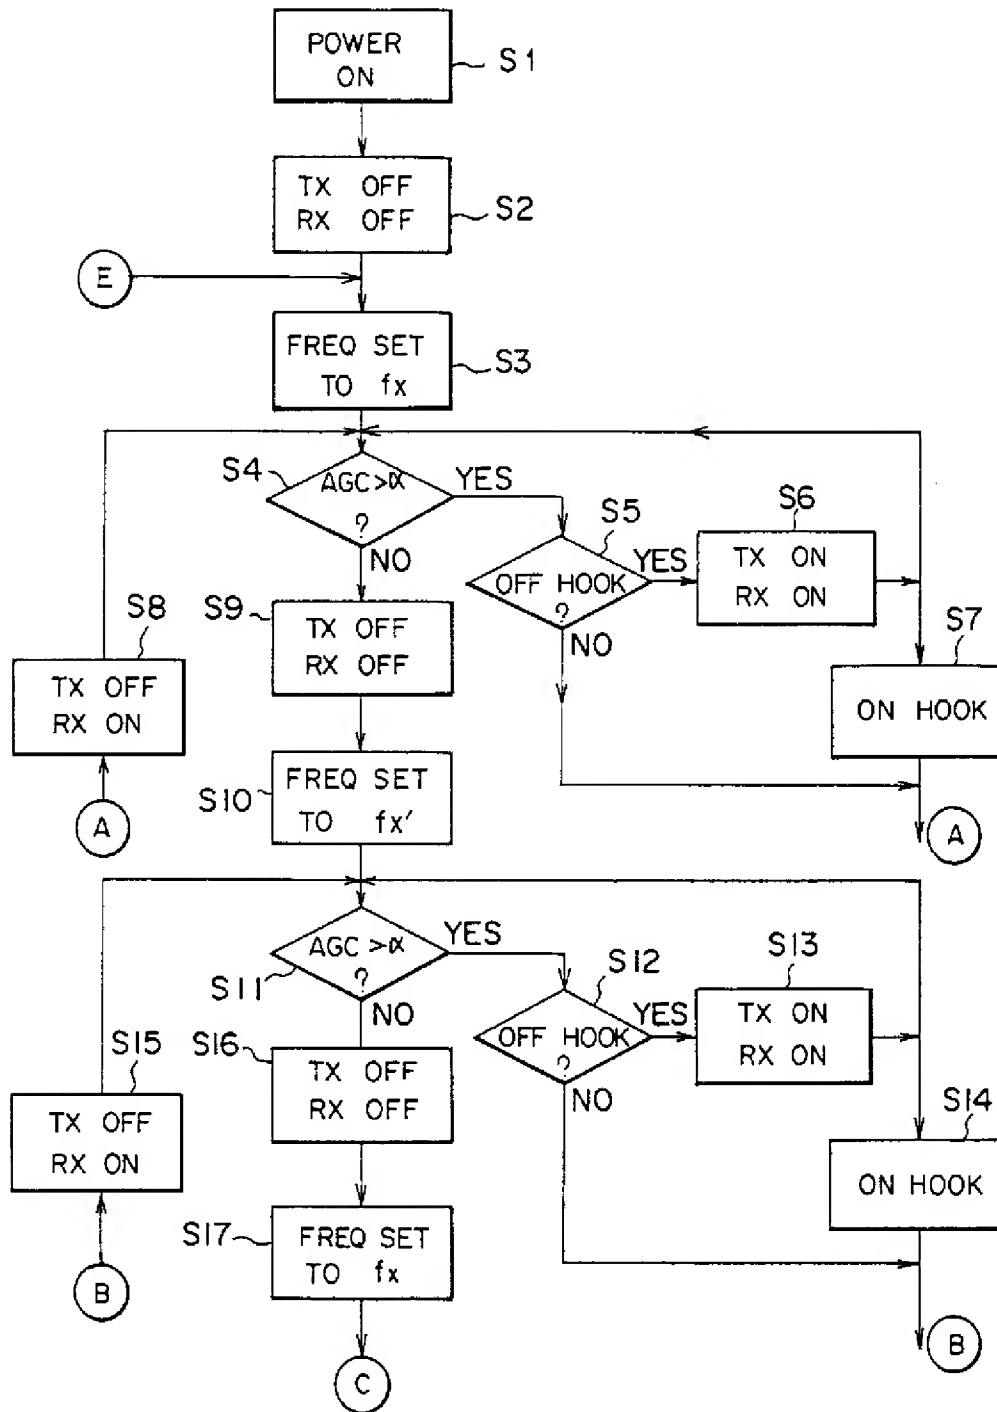 POWER
ON
S1
TX OFF
RX OFF
S2
E
FREQ SET
TO fx
S3
S4
AGC>α
?
YES
NO
S5
OFF HOOK
?
YES
NO
S6
TX ON
RX ON
S7
ON HOOK
S8
TX OFF
RX ON
A
S9
TX OFF
RX OFF
S10
FREQ SET
TO fx'
A
S11
AGC>α
?
YES
NO
S12
OFF HOOK
?
YES
NO
S13
TX ON
RX ON
S14
ON HOOK
S15
TX OFF
RX ON
B
S16
TX OFF
RX OFF
S17
FREQ SET
TO fx
B
C